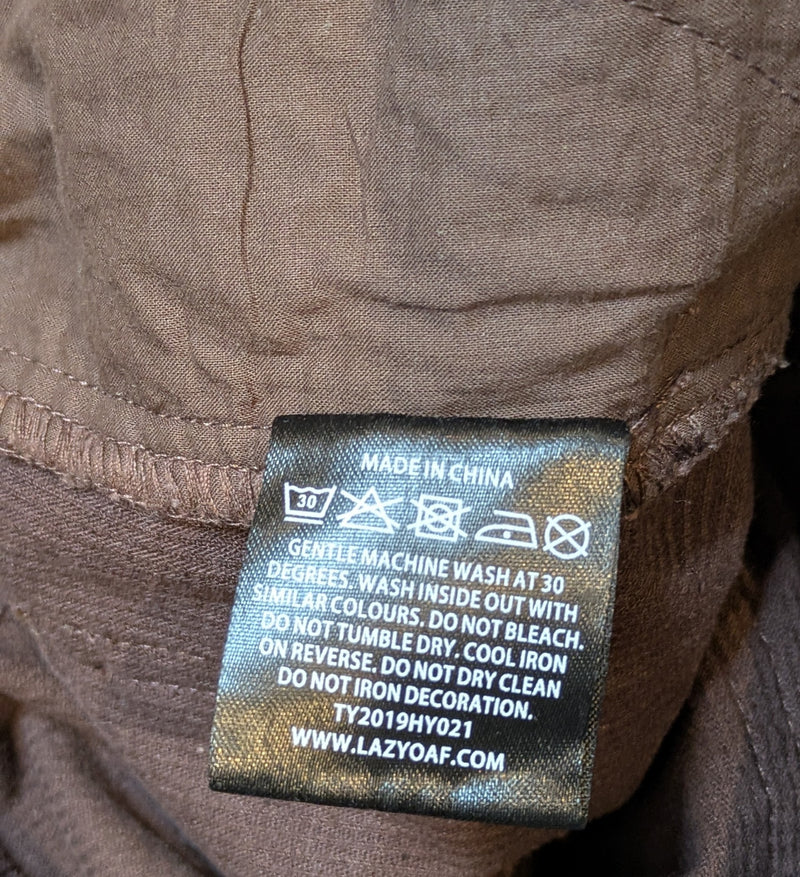 MADE IN CHINA
30
GENTLE MACHINE WASH AT 30
DEGREES. WASH INSIDE OUT WITH
SIMILAR COLOURS. DO NOT BLEACH.
DO NOT TUMBLE DRY. COOL IRON
ON REVERSE. DO NOT DRY CLEAN
DO NOT IRON DECORATION.
TY2019HY021
WWW.LAZYOAF.COM